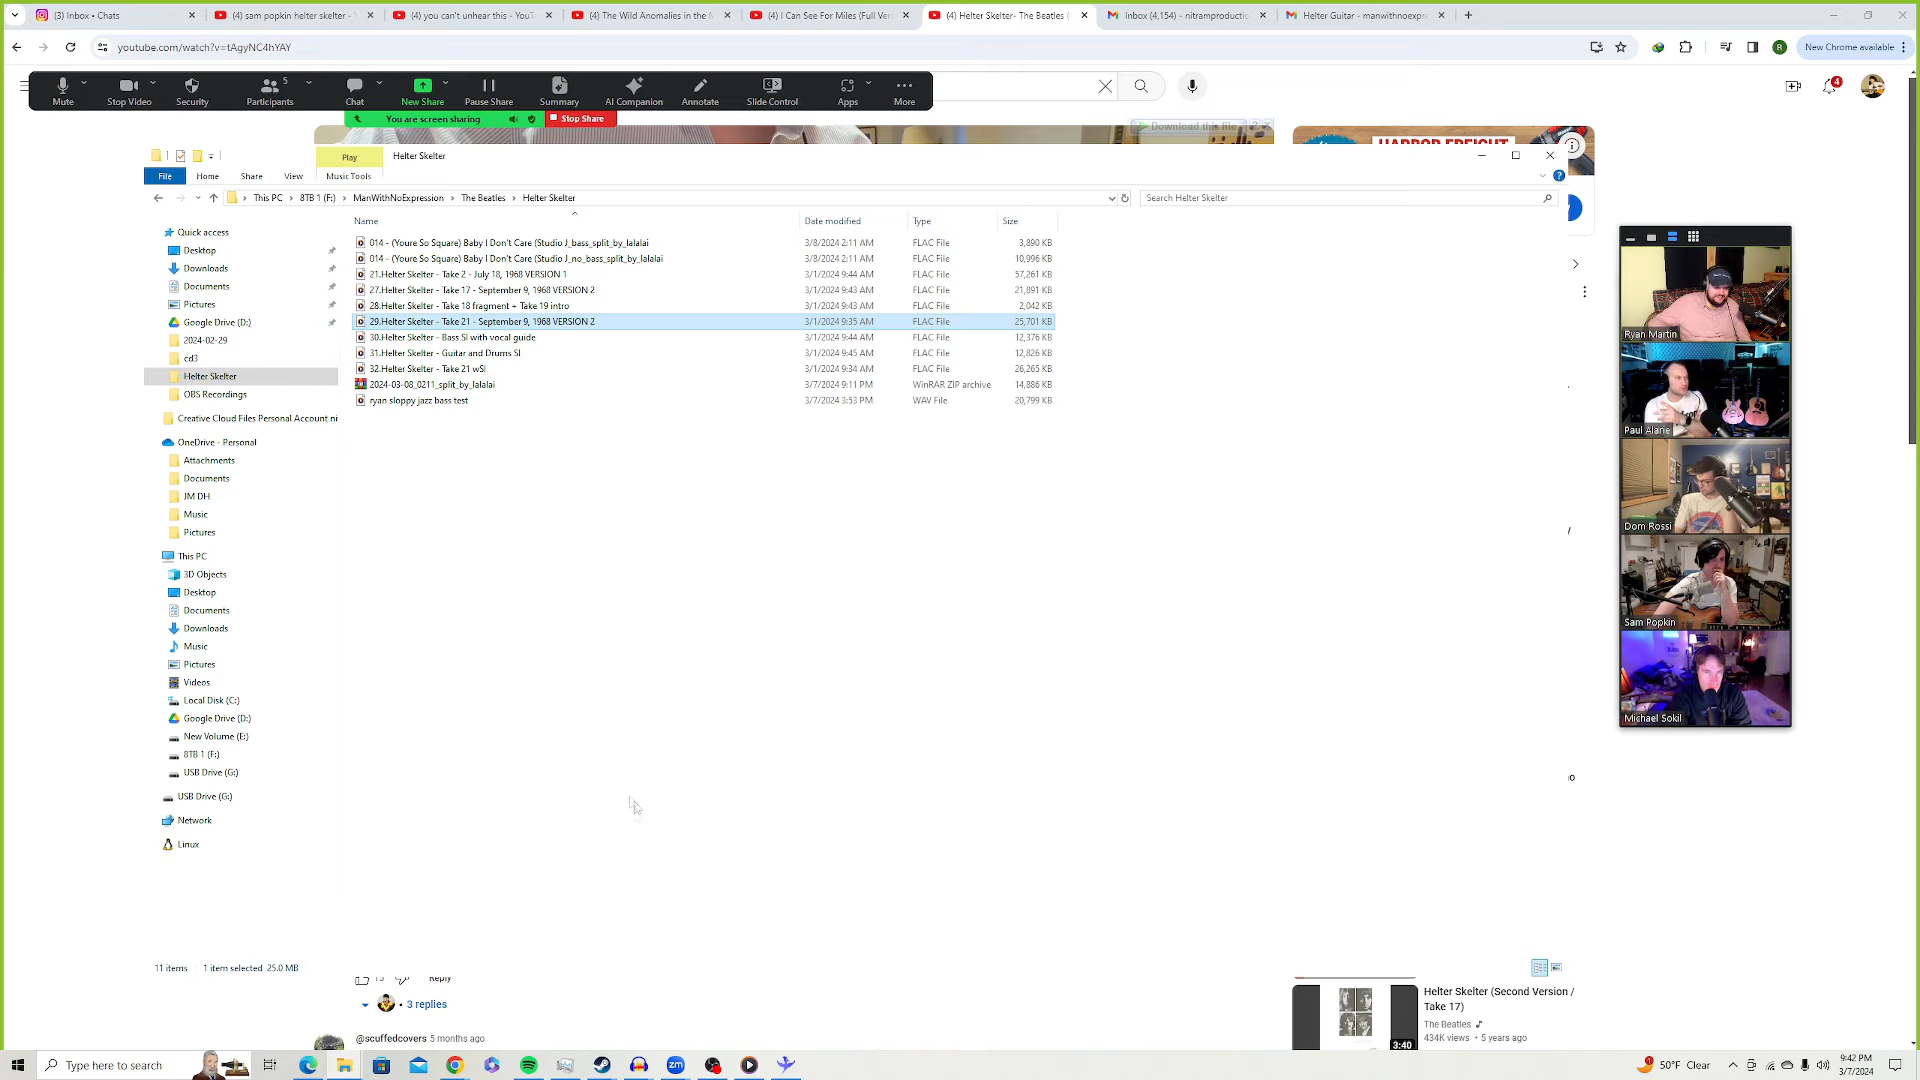 (3) Inbox • Chats
(4) sam popkin helter skelter - Y
(4) you can't unhear this - YouT
(4) The Wild Anomalies in the M
(4) I Can See For Miles (Full Ver
(4) Helter Skelter- The Beatles (
Inbox (4,154) - nitramproductio
Helter Guitar - manwithnoexpre
youtube.com/watch?v=tAgyNC4hYAY
New Chrome available
Mute
Stop Video
Security
Participants
5
Chat
New Share
Pause Share
Summary
AI Companion
Annotate
Slide Control
Apps
More
4
You are screen sharing
Stop Share
Download this file
HARBOR FREIGHT
Play
Helter Skelter
File
Home
Share
View
Music Tools
This PC
8TB 1 (F:)
ManWithNoExpression
The Beatles
Helter Skelter
Search Helter Skelter
Name
Date modified
Type
Size
014 - (Youre So Square) Baby I Don't Care (Studio J_bass_split_by_lalalai
3/8/2024 2:11 AM
FLAC File
3,890 KB
014 - (Youre So Square) Baby I Don't Care (Studio J_no_bass_split_by_lalalai
3/8/2024 2:11 AM
FLAC File
10,996 KB
21.Helter Skelter - Take 2 - July 18, 1968 VERSION 1
3/1/2024 9:44 AM
FLAC File
57,261 KB
27.Helter Skelter - Take 17 - September 9, 1968 VERSION 2
3/1/2024 9:43 AM
FLAC File
21,891 KB
28.Helter Skelter - Take 18 fragment + Take 19 intro
3/1/2024 9:43 AM
FLAC File
2,042 KB
29.Helter Skelter - Take 21 - September 9, 1968 VERSION 2
3/1/2024 9:35 AM
FLAC File
25,701 KB
30.Helter Skelter - Bass SI with vocal guide
3/1/2024 9:44 AM
FLAC File
12,376 KB
31.Helter Skelter - Guitar and Drums SI
3/1/2024 9:45 AM
FLAC File
12,826 KB
32.Helter Skelter - Take 21 wSI
3/1/2024 9:34 AM
FLAC File
26,265 KB
2024-03-08_0211_split_by_lalalai
3/7/2024 9:11 PM
WinRAR ZIP archive
14,886 KB
ryan sloppy jazz bass test
3/7/2024 3:53 PM
WAV File
20,799 KB
Quick access
Desktop
Downloads
Documents
Pictures
Google Drive (D:)
2024-02-29
cd3
Helter Skelter
OBS Recordings
Creative Cloud Files Personal Account ni
OneDrive - Personal
Attachments
Documents
JM DH
Music
Pictures
This PC
3D Objects
Desktop
Documents
Downloads
Music
Pictures
Videos
Local Disk (C:)
Google Drive (D:)
New Volume (E:)
8TB 1 (F:)
USB Drive (G:)
USB Drive (G:)
Network
Linux
11 items
1 item selected 25.0 MB
Ryan Martin
Paul Alarie
Dom Rossi
Sam Popkin
Michael Sokil
Reply
3 replies
@scuffedcovers 5 months ago
Helter Skelter (Second Version /
Take 17)
The Beatles
434K views • 5 years ago
3:40
Type here to search
50°F Clear
9:42 PM
3/7/2024